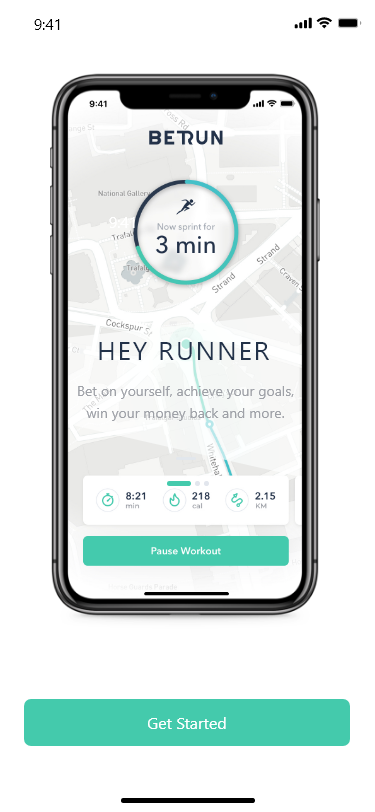 9:41
9:41
BETRUN
National Gallery
Now sprint for
3 min
Trafalg
Strand
Strand
Craven S
Cockspur St
HEY RUNNER
Bet on yourself, achieve your goals,
win your money back and more.
Whitehal
8:21
min
218
cal
2.15
KM
Pause Workout
Get Started